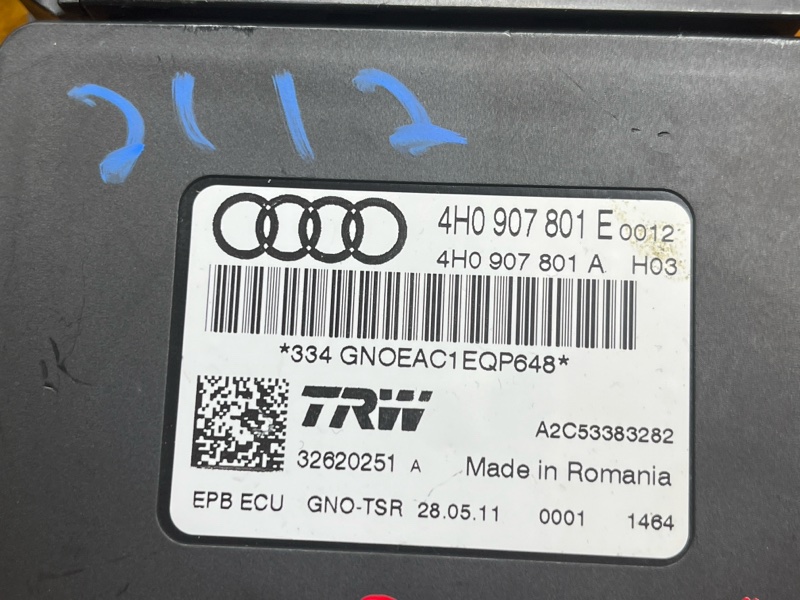 2112
4H0 907 801 E 0012
4H0 907 801 A H03
*334 GNOEAC1EQP648*
TRW
A2C53383282
32620251 A Made in Romania
EPB ECU GNO-TSR 28.05.11 0001 1464